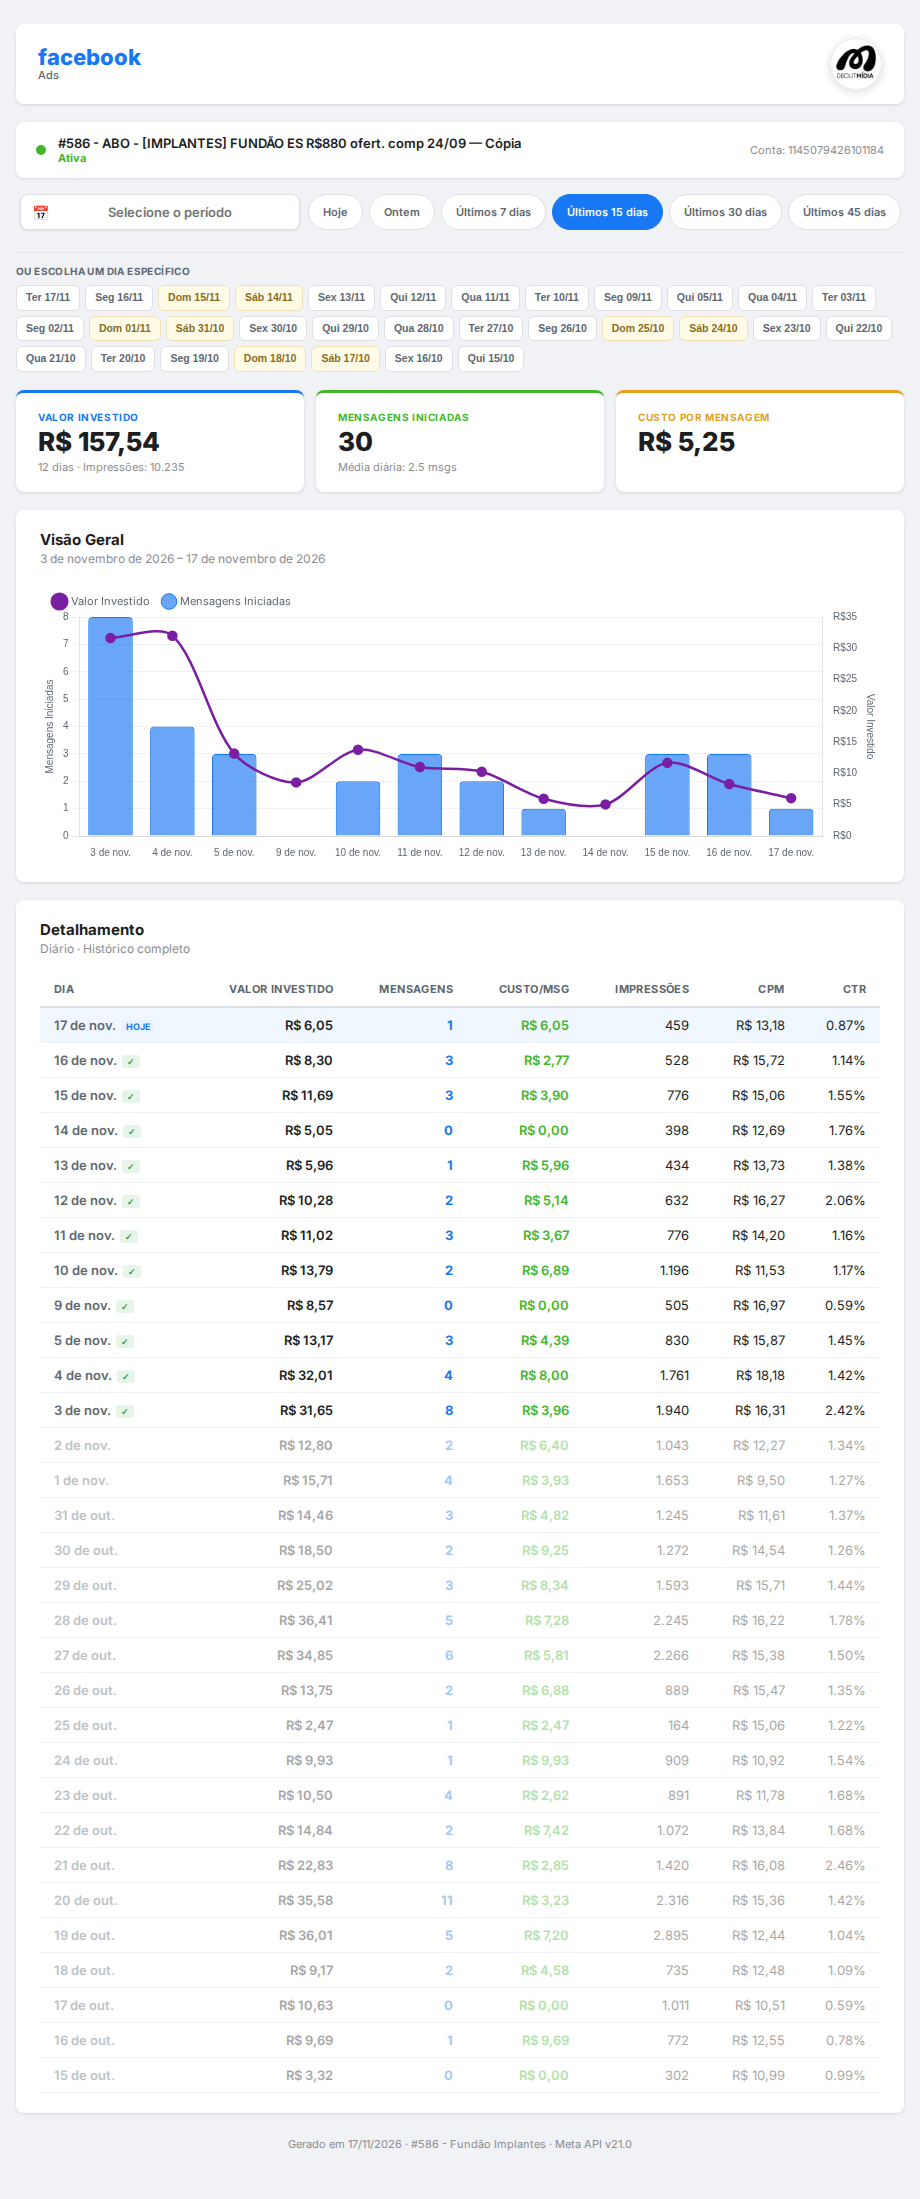 facebook
Ads
DBOUTMÍDIA
#586 - ABO - [IMPLANTES] FUNDÃO ES R$880 ofert. comp 24/09 — Cópia
Ativa
Conta: 1145079426101184
Selecione o período
Hoje
Ontem
Últimos 7 dias
Últimos 15 dias
Últimos 30 dias
Últimos 45 dias
OU ESCOLHA UM DIA ESPECÍFICO
Ter 17/11 Seg 16/11 Dom 15/11 Sáb 14/11 Sex 13/11 Qui 12/11 Qua 11/11 Ter 10/11 Seg 09/11 Qui 05/11 Qua 04/11 Ter 03/11
Seg 02/11 Dom 01/11 Sáb 31/10 Sex 30/10 Qui 29/10 Qua 28/10 Ter 27/10 Seg 26/10 Dom 25/10 Sáb 24/10 Sex 23/10 Qui 22/10
Qua 21/10 Ter 20/10 Seg 19/10 Dom 18/10 Sáb 17/10 Sex 16/10 Qui 15/10
VALOR INVESTIDO
R$ 157,54
12 dias · Impressões: 10.235
MENSAGENS INICIADAS
30
Média diária: 2.5 msgs
CUSTO POR MENSAGEM
R$ 5,25
Visão Geral
3 de novembro de 2026 – 17 de novembro de 2026
Valor Investido Mensagens Iniciadas
Mensagens Iniciadas
8
7
6
5
4
3
2
1
0
R$35
R$30
R$25
R$20
R$15
R$10
R$5
R$0
Valor Investido
3 de nov. 4 de nov. 5 de nov. 9 de nov. 10 de nov. 11 de nov. 12 de nov. 13 de nov. 14 de nov. 15 de nov. 16 de nov. 17 de nov.
Detalhamento
Diário · Histórico completo
DIA VALOR INVESTIDO MENSAGENS CUSTO/MSG IMPRESSÕES CPM CTR
17 de nov. HOJE R$ 6,05 1 R$ 6,05 459 R$ 13,18 0.87%
16 de nov. ✓ R$ 8,30 3 R$ 2,77 528 R$ 15,72 1.14%
15 de nov. ✓ R$ 11,69 3 R$ 3,90 776 R$ 15,06 1.55%
14 de nov. ✓ R$ 5,05 0 R$ 0,00 398 R$ 12,69 1.76%
13 de nov. ✓ R$ 5,96 1 R$ 5,96 434 R$ 13,73 1.38%
12 de nov. ✓ R$ 10,28 2 R$ 5,14 632 R$ 16,27 2.06%
11 de nov. ✓ R$ 11,02 3 R$ 3,67 776 R$ 14,20 1.16%
10 de nov. ✓ R$ 13,79 2 R$ 6,89 1.196 R$ 11,53 1.17%
9 de nov. ✓ R$ 8,57 0 R$ 0,00 505 R$ 16,97 0.59%
5 de nov. ✓ R$ 13,17 3 R$ 4,39 830 R$ 15,87 1.45%
4 de nov. ✓ R$ 32,01 4 R$ 8,00 1.761 R$ 18,18 1.42%
3 de nov. ✓ R$ 31,65 8 R$ 3,96 1.940 R$ 16,31 2.42%
2 de nov. R$ 12,80 2 R$ 6,40 1.043 R$ 12,27 1.34%
1 de nov. R$ 15,71 4 R$ 3,93 1.653 R$ 9,50 1.27%
31 de out. R$ 14,46 3 R$ 4,82 1.245 R$ 11,61 1.37%
30 de out. R$ 18,50 2 R$ 9,25 1.272 R$ 14,54 1.26%
29 de out. R$ 25,02 3 R$ 8,34 1.593 R$ 15,71 1.44%
28 de out. R$ 36,41 5 R$ 7,28 2.245 R$ 16,22 1.78%
27 de out. R$ 34,85 6 R$ 5,81 2.266 R$ 15,38 1.50%
26 de out. R$ 13,75 2 R$ 6,88 889 R$ 15,47 1.35%
25 de out. R$ 2,47 1 R$ 2,47 164 R$ 15,06 1.22%
24 de out. R$ 9,93 1 R$ 9,93 909 R$ 10,92 1.54%
23 de out. R$ 10,50 4 R$ 2,62 891 R$ 11,78 1.68%
22 de out. R$ 14,84 2 R$ 7,42 1.072 R$ 13,84 1.68%
21 de out. R$ 22,83 8 R$ 2,85 1.420 R$ 16,08 2.46%
20 de out. R$ 35,58 11 R$ 3,23 2.316 R$ 15,36 1.42%
19 de out. R$ 36,01 5 R$ 7,20 2.895 R$ 12,44 1.04%
18 de out. R$ 9,17 2 R$ 4,58 735 R$ 12,48 1.09%
17 de out. R$ 10,63 0 R$ 0,00 1.011 R$ 10,51 0.59%
16 de out. R$ 9,69 1 R$ 9,69 772 R$ 12,55 0.78%
15 de out. R$ 3,32 0 R$ 0,00 302 R$ 10,99 0.99%
Gerado em 17/11/2026 · #586 - Fundão Implantes · Meta API v21.0